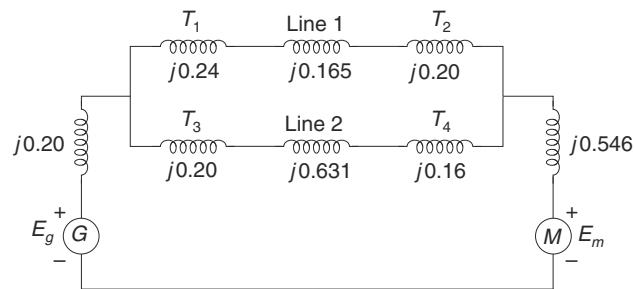 T1 Line 1 T2
j0.24 j0.165 j0.20
T3 Line 2 T4
j0.20 j0.546
j0.20 j0.631 j0.16
+ +
Eg G M Em
– –